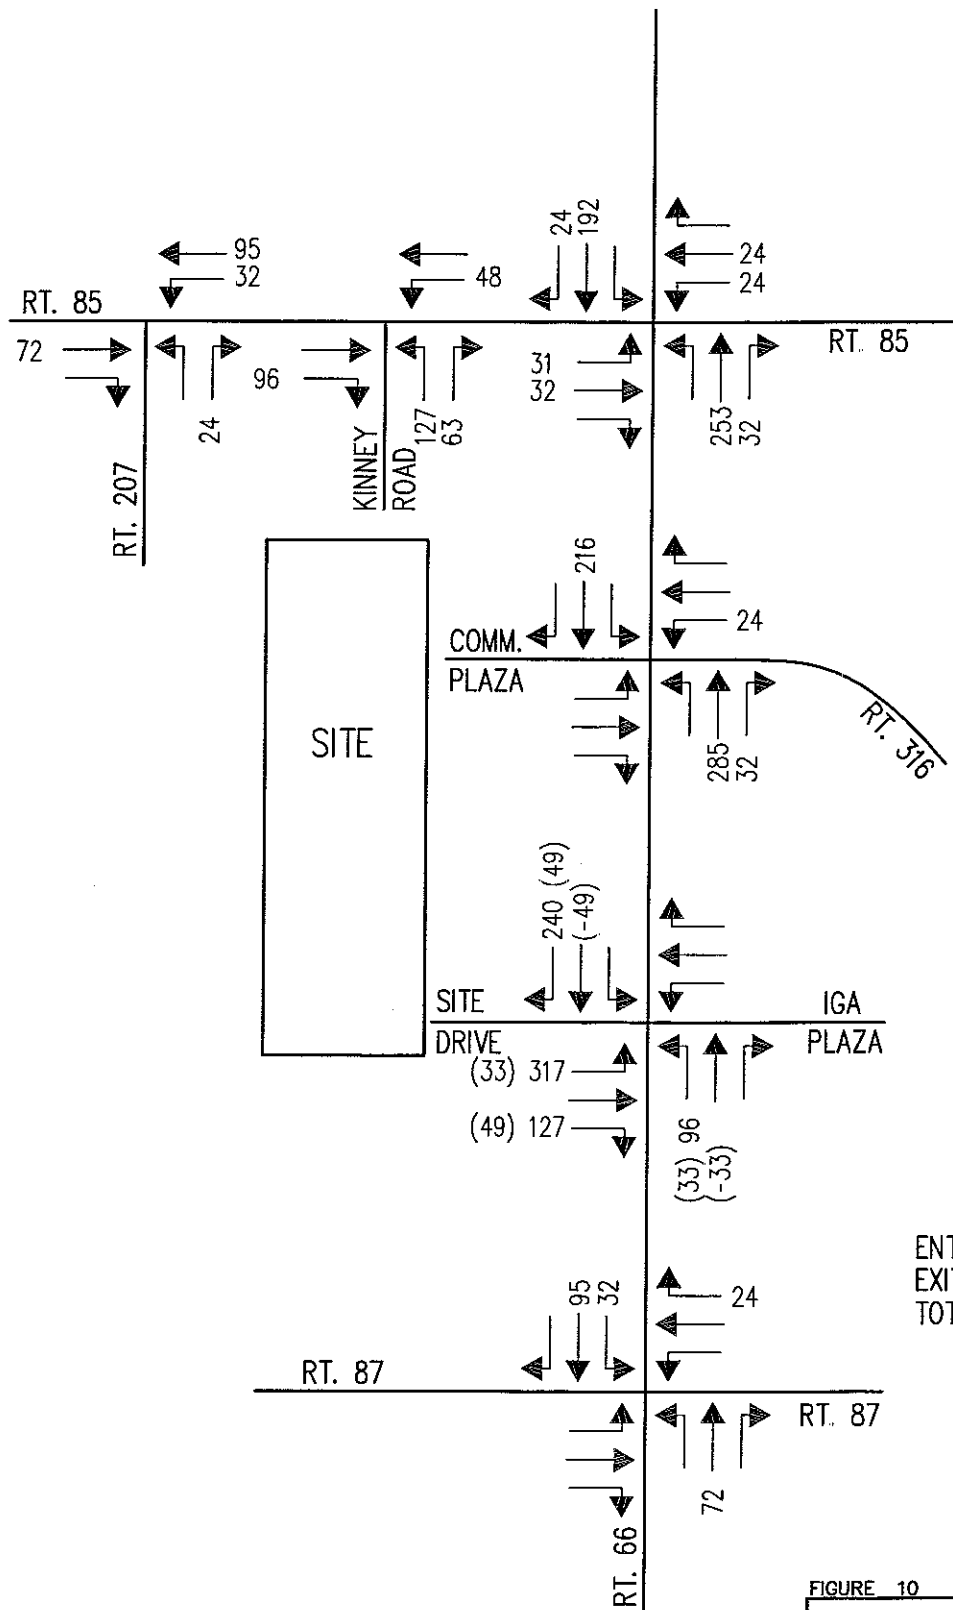 24
192
24
24
95
32
48
RT. 85
RT. 85
72
24
96
127
63
31
32
253
32
RT. 207
KINNEY
ROAD
216
24
COMM.
PLAZA
285
32
RT. 316
SITE
240 (49)
(-49)
SITE
DRIVE
IGA
PLAZA
(33) 317
(49) 127
(33) 96
(-33)
ENT
EXI
TOT
95
32
24
RT. 87
RT. 87
72
RT. 66
FIGURE 10